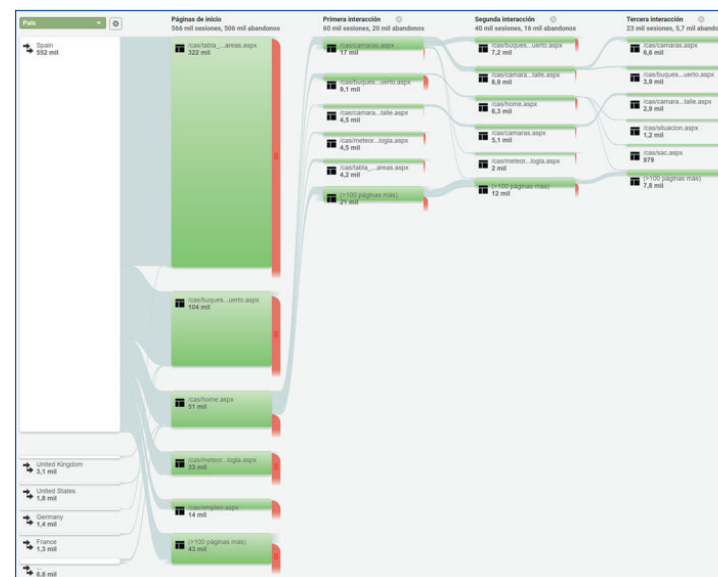 País
Spain
552 mil
United Kingdom
3,1 mil
United States
1,8 mil
Germany
1,4 mil
France
1,3 mil
...
6,8 mil
Páginas de inicio
566 mil sesiones, 506 mil abandonos
/cas/tabla_...areas.aspx
322 mil
/cas/buques...uerto.aspx
104 mil
/cas/home.aspx
51 mil
/cas/meteor...logia.aspx
33 mil
/cas/empleo.aspx
14 mil
(>100 páginas más)
43 mil
Primera interacción
60 mil sesiones, 20 mil abandonos
/cas/camaras.aspx
17 mil
/cas/buques...uerto.aspx
9,1 mil
/cas/camara...talle.aspx
4,5 mil
/cas/meteor...logia.aspx
4,5 mil
/cas/tabla_...areas.aspx
4,2 mil
(>100 páginas más)
21 mil
Segunda interacción
40 mil sesiones, 16 mil abandonos
/cas/buques...uerto.aspx
7,2 mil
/cas/camara...talle.aspx
6,9 mil
/cas/home.aspx
6,3 mil
/cas/camaras.aspx
5,1 mil
/cas/meteor...logia.aspx
2 mil
(>100 páginas más)
12 mil
Tercera interacción
23 mil sesiones, 5,7 mil abando
/cas/camaras.aspx
6,6 mil
/cas/buques...uerto.aspx
3,9 mil
/cas/camara...talle.aspx
2,9 mil
/cas/situacion.aspx
1,2 mil
/cas/sac.aspx
979
(>100 páginas más)
7,8 mil